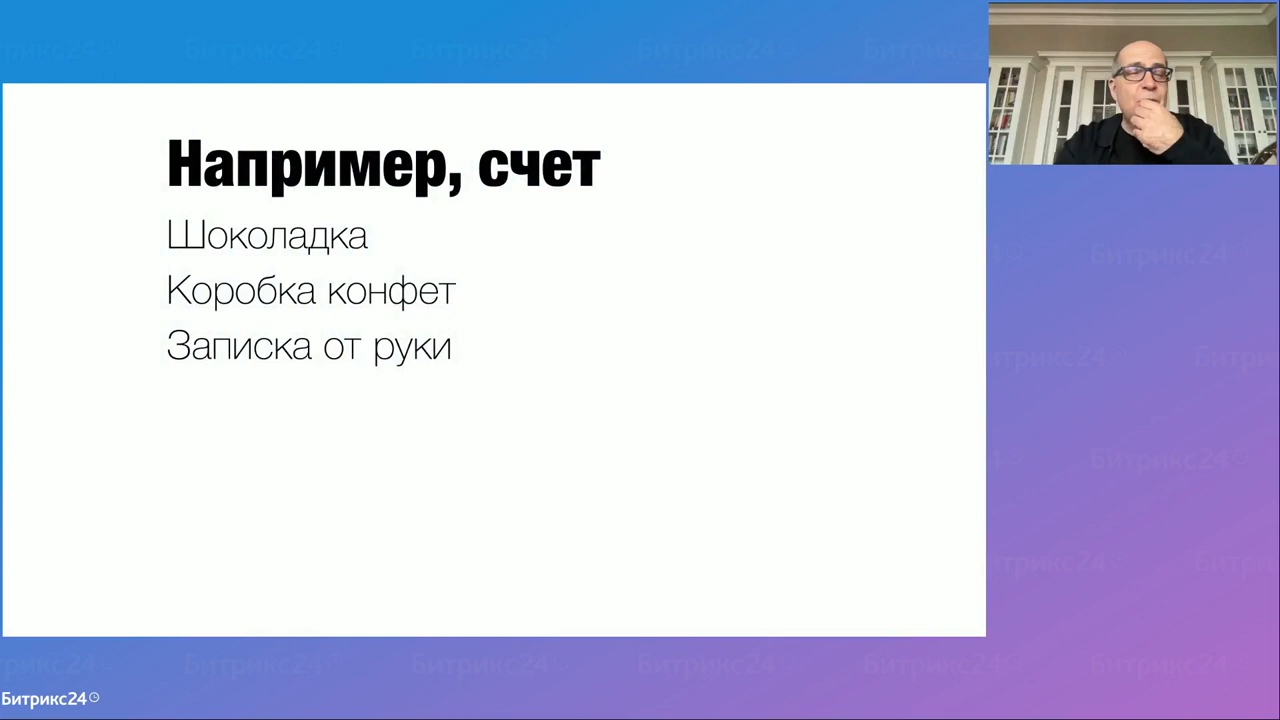 Например, счет
Шоколадка
Коробка конфет
Записка от руки
Битрикс24